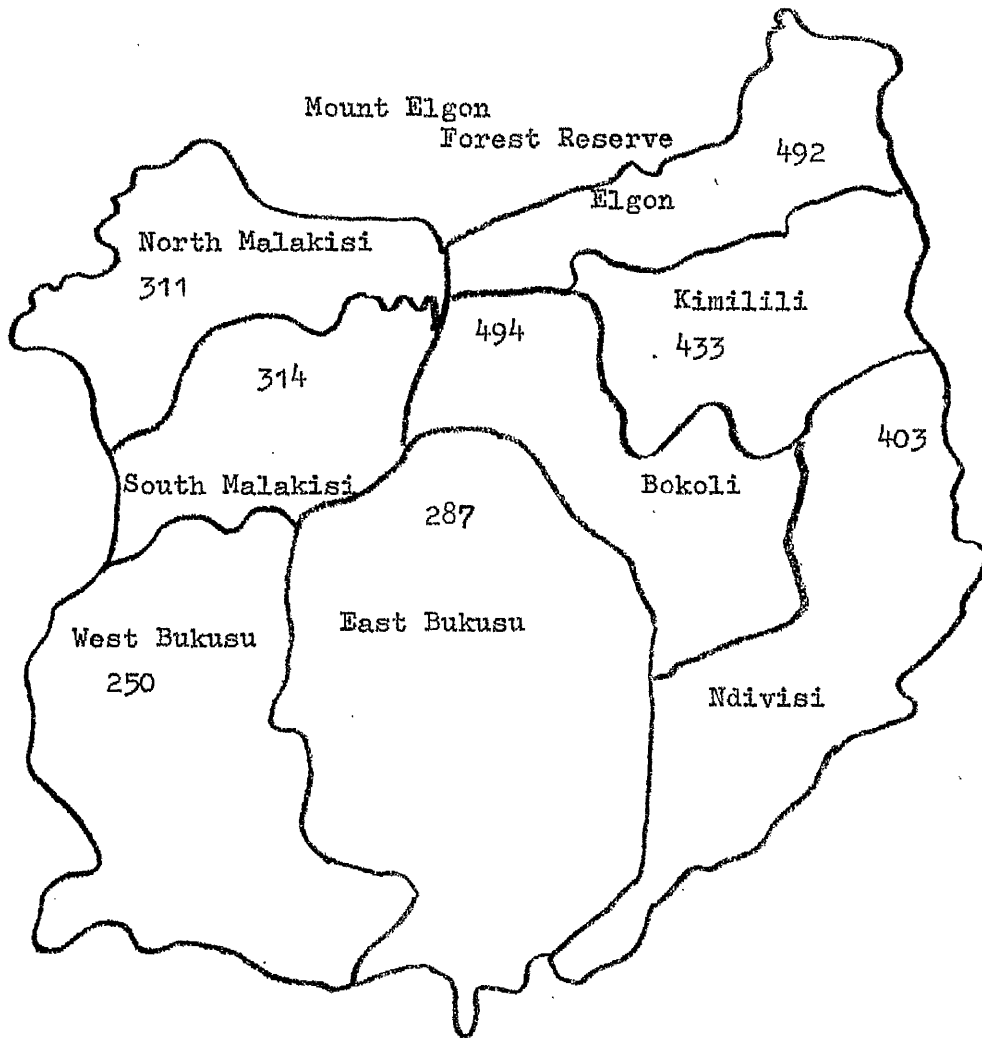 Mount Elgon
Forest Reserve
492
Elgon
North Malakisi
311
Kimilili
433
494
314
403
South Malakisi
Bokoli
287
East Bukusu
West Bukusu
250
Ndivisi